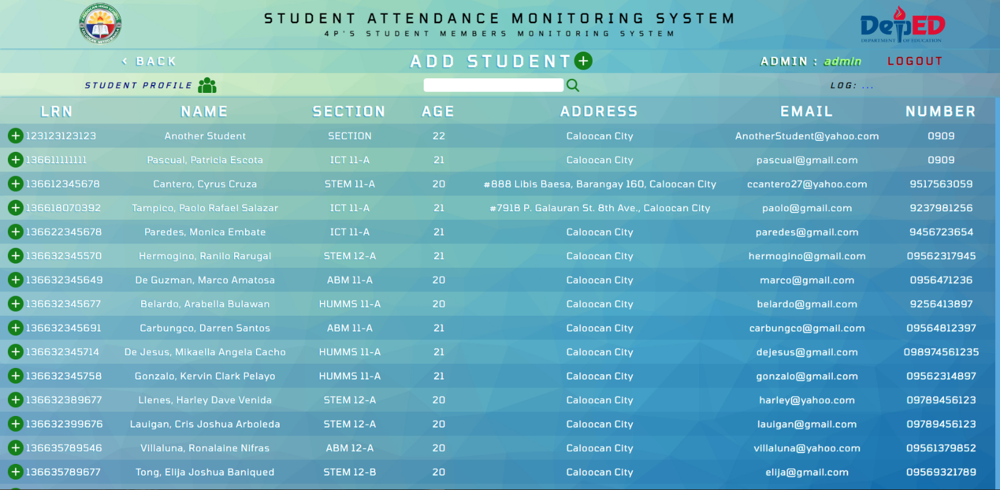 STUDENT ATTENDANCE MONITORING SYSTEM
4P'S STUDENT MEMBERS MONITORING SYSTEM
CALOOCAN HIGH SCHOOL
CALOOCAN, METRO MANILA
DepED
DEPARTMENT OF EDUCATION
< BACK
ADD STUDENT
ADMIN : admin
LOGOUT
STUDENT PROFILE
LOG: ...
LRN NAME SECTION AGE ADDRESS EMAIL NUMBER
123123123123 Another Student SECTION 22 Caloocan City AnotherStudent@yahoo.com 0909
136611111111 Pascual, Patricia Escota ICT 11-A 21 Caloocan City pascual@gmail.com 0909
136612345678 Cantero, Cyrus Cruza STEM 11-A 20 #888 Libis Baesa, Barangay 160, Caloocan City ccantero27@yahoo.com 9517563059
136618070392 Tampico, Paolo Rafael Salazar ICT 11-A 21 #791B P. Galauran St. 8th Ave., Caloocan City paolo@gmail.com 9237981256
136622345678 Paredes, Monica Embate ICT 11-A 21 Caloocan City paredes@gmail.com 9456723654
136632345570 Hermogino, Ranilo Rarugal STEM 12-A 21 Caloocan City hermogino@gmail.com 09562317945
136632345649 De Guzman, Marco Amatosa ABM 11-A 20 Caloocan City marco@gmail.com 0956471236
136632345677 Belardo, Arabella Bulawan HUMMS 11-A 20 Caloocan City belardo@gmail.com 9256413897
136632345691 Carbungco, Darren Santos ABM 11-A 21 Caloocan City carbungco@gmail.com 09564812397
136632345714 De Jesus, Mikaella Angela Cacho HUMMS 11-A 21 Caloocan City dejesus@gmail.com 098974561235
136632345758 Gonzalo, Kervin Clark Pelayo HUMMS 11-A 21 Caloocan City gonzalo@gmail.com 09562314897
136632389677 Llenes, Harley Dave Venida STEM 12-A 20 Caloocan City harley@yahoo.com 09789456123
136632399676 Lauigan, Cris Joshua Arboleda STEM 12-A 20 Caloocan City lauigan@gmail.com 09789456123
136635789546 Villaluna, Ronalaine Nifras ABM 12-A 20 Caloocan City villaluna@yahoo.com 09561379852
136635789677 Tong, Elija Joshua Baniqued STEM 12-B 20 Caloocan City elija@gmail.com 09569321789